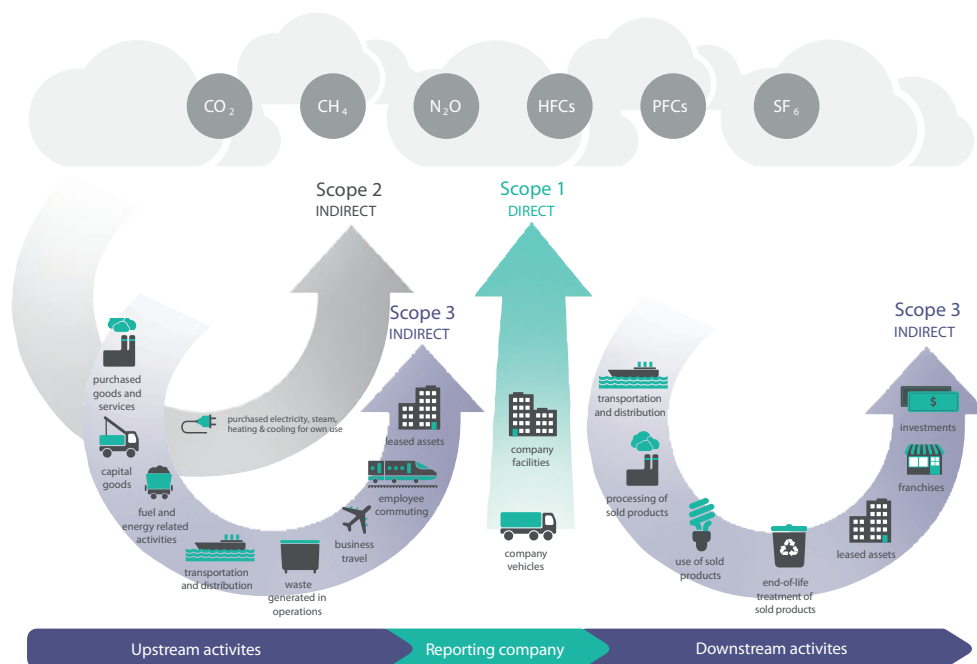 CO₂
CH₄
N₂O
HFCs
PFCs
SF₆
Scope 2
INDIRECT
Scope 1
DIRECT
Scope 3
INDIRECT
Scope 3
INDIRECT
purchased
goods and
services
capital
goods
fuel and
energy related
activities
transportation
and distribution
waste
generated in
operations
business
travel
employee
commuting
leased assets
purchased electricity, steam,
heating & cooling for own use
company
facilities
company
vehicles
transportation
and distribution
processing of
sold products
use of sold
products
end-of-life
treatment of
sold products
leased assets
franchises
$
investments
Upstream activites
Reporting company
Downstream activites